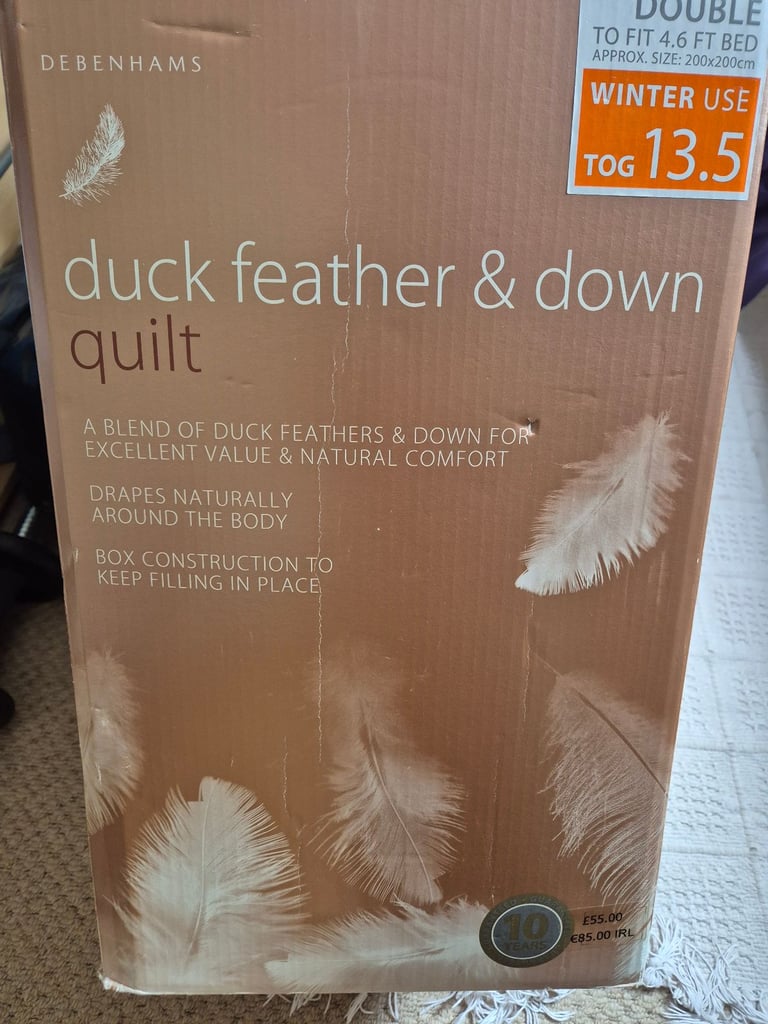 DEBENHAMS
DOUBLE
TO FIT 4.6 FT BED
APPROX. SIZE: 200x200cm
WINTER USE
TOG 13.5
duck feather & down
quilt
A BLEND OF DUCK FEATHERS & DOWN FOR
EXCELLENT VALUE & NATURAL COMFORT
DRAPES NATURALLY
AROUND THE BODY
BOX CONSTRUCTION TO
KEEP FILLING IN PLACE
10
YEARS
£55.00
€85.00 IRL